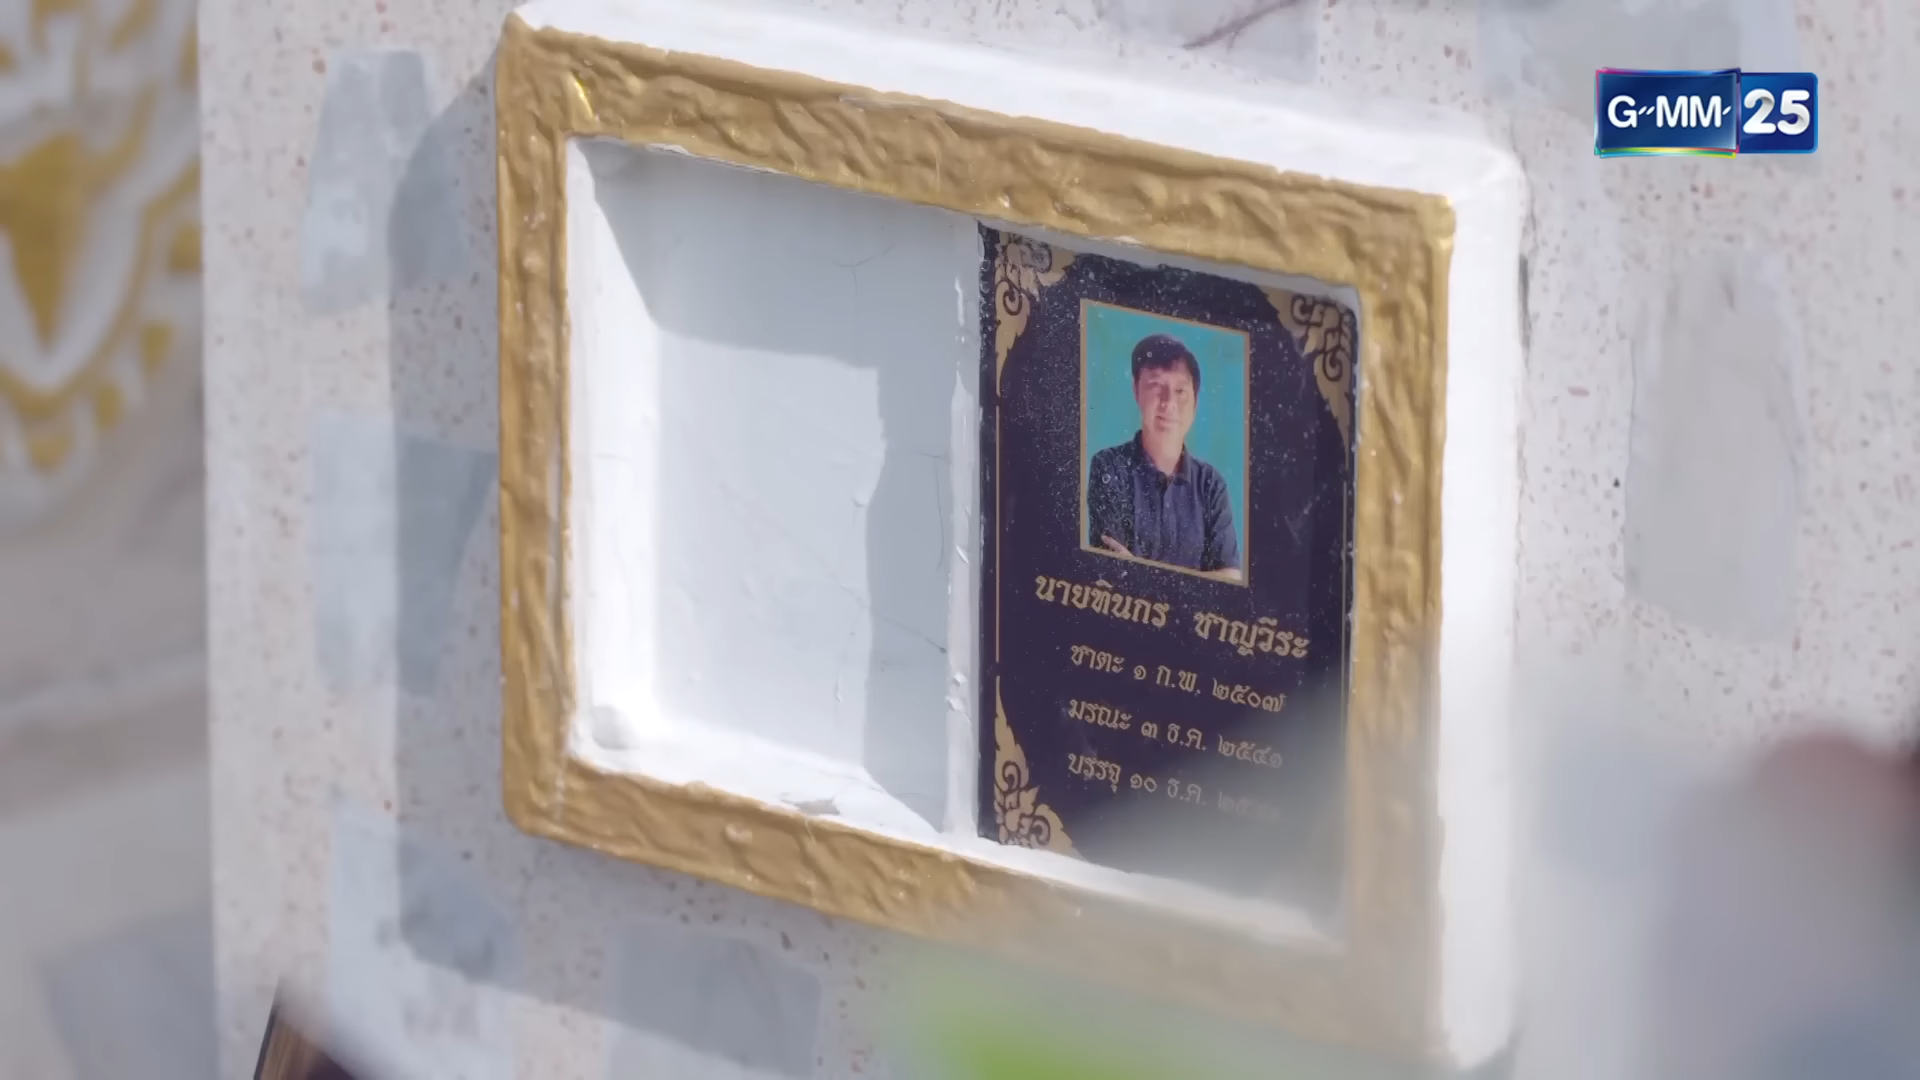 G"MM' 25
นายทินกร ชาญวีระ
ชาตะ ๑ ก.พ. ๒๕๐๗
มรณะ ๓ ธ.ค. ๒๕๔๑
บรรจุ ๑๐ ธ.ค.